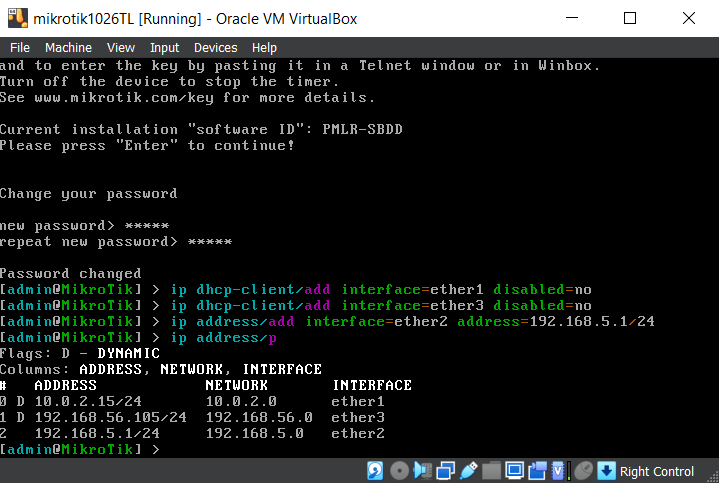 mikrotik1026TL [Running] - Oracle VM VirtualBox
File Machine View Input Devices Help
and to enter the key by pasting it in a Telnet window or in Winbox.
Turn off the device to stop the timer.
See www.mikrotik.com/key for more details.
Current installation "software ID": PMLR-SBDD
Please press "Enter" to continue!
Change your password
new password> *****
repeat new password> *****
Password changed
[admin@MikroTik] > ip dhcp-client/add interface=ether1 disabled=no
[admin@MikroTik] > ip dhcp-client/add interface=ether3 disabled=no
[admin@MikroTik] > ip address/add interface=ether2 address=192.168.5.1/24
[admin@MikroTik] > ip address/p
Flags: D - DYNAMIC
Columns: ADDRESS, NETWORK, INTERFACE
# ADDRESS NETWORK INTERFACE
0 D 10.0.2.15/24 10.0.2.0 ether1
1 D 192.168.56.105/24 192.168.56.0 ether3
2 192.168.5.1/24 192.168.5.0 ether2
[admin@MikroTik] >
Right Control